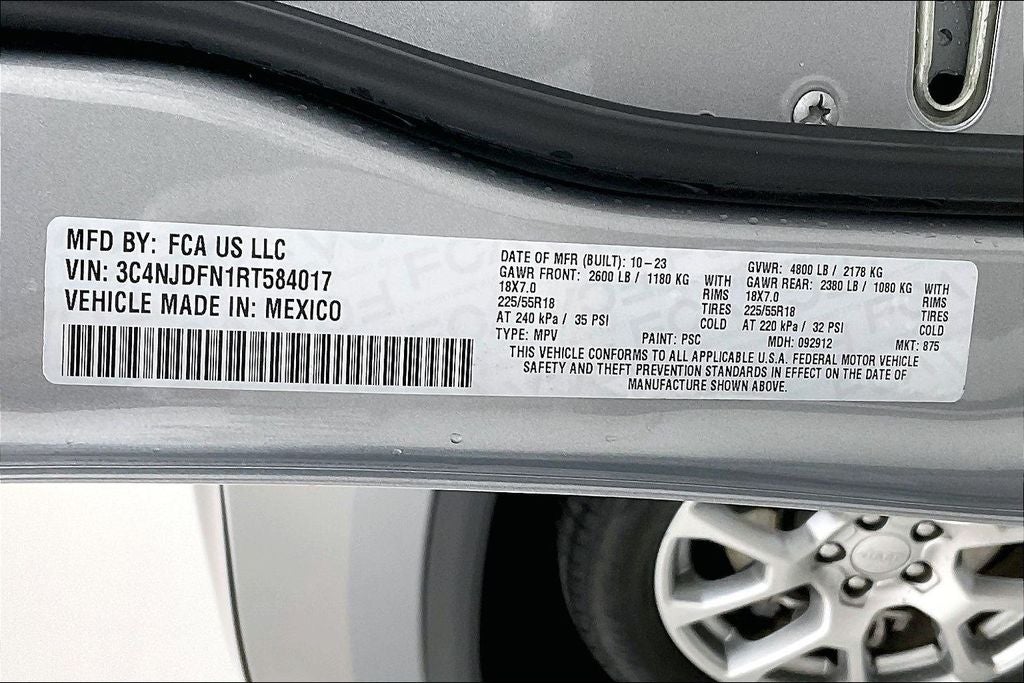 MFD BY: FCA US LLC
VIN: 3C4NJDFN1RT584017
VEHICLE MADE IN: MEXICO
DATE OF MFR (BUILT): 10-23
GVWR: 4800 LB / 2178 KG
GAWR FRONT: 2600 LB / 1180 KG WITH
18X7.0 RIMS
225/55R18 TIRES
AT 240 kPa / 35 PSI COLD
GAWR REAR: 2380 LB / 1080 KG WITH
18X7.0 RIMS
225/55R18 TIRES
AT 220 kPa / 32 PSI COLD
TYPE: MPV PAINT: PSC MDH: 092912 MKT: 875
THIS VEHICLE CONFORMS TO ALL APPLICABLE U.S.A. FEDERAL MOTOR VEHICLE
SAFETY AND THEFT PREVENTION STANDARDS IN EFFECT ON THE DATE OF
MANUFACTURE SHOWN ABOVE.
Jeep